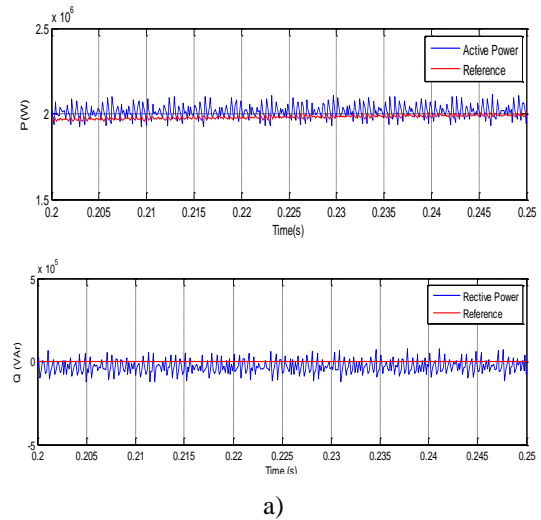 x 10^6
2.5
2
1.5
P(W)
Active Power
Reference
0.2 0.205 0.21 0.215 0.22 0.225 0.23 0.235 0.24 0.245 0.25
Time(s)
x 10^5
5
0
-5
Q (VAr)
Rective Power
Reference
0.2 0.205 0.21 0.215 0.22 0.225 0.23 0.235 0.24 0.245 0.25
Time (s)
a)